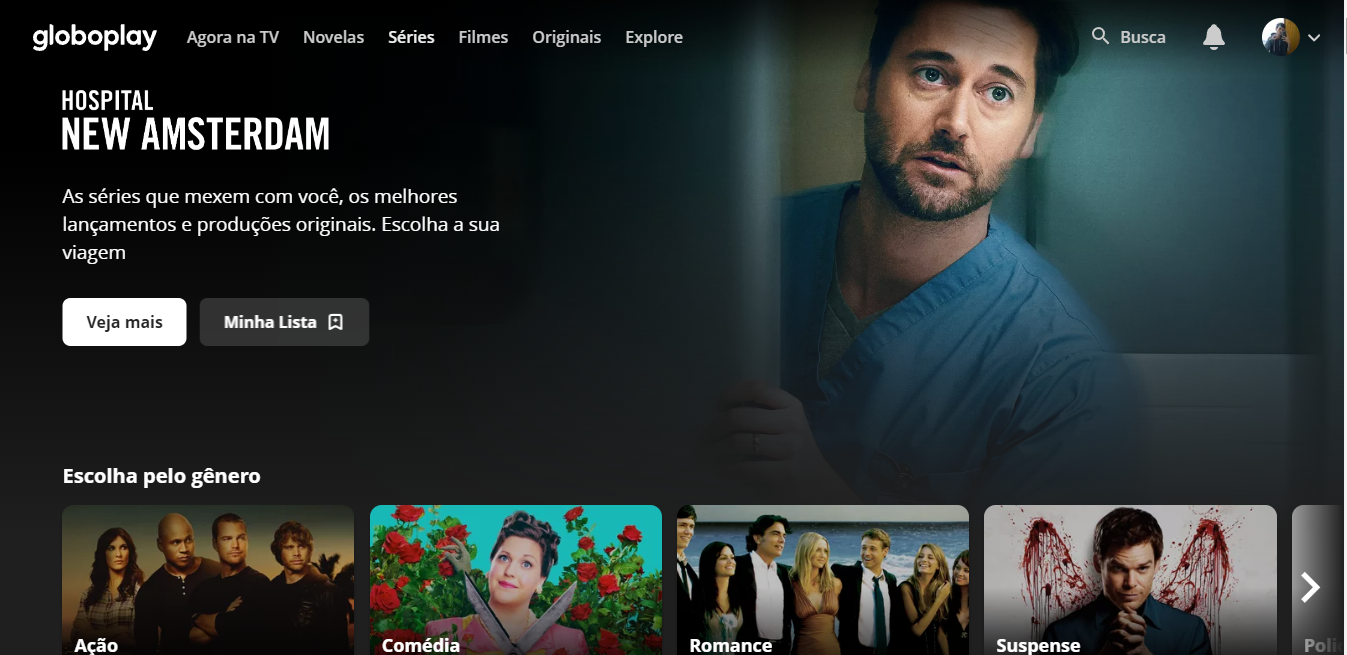 globoplay
Agora na TV
Novelas
Séries
Filmes
Originais
Explore
Busca
HOSPITAL
NEW AMSTERDAM
As séries que mexem com você, os melhores
lançamentos e produções originais. Escolha a sua
viagem
Veja mais
Minha Lista
Escolha pelo gênero
Ação
Comédia
Romance
Suspense